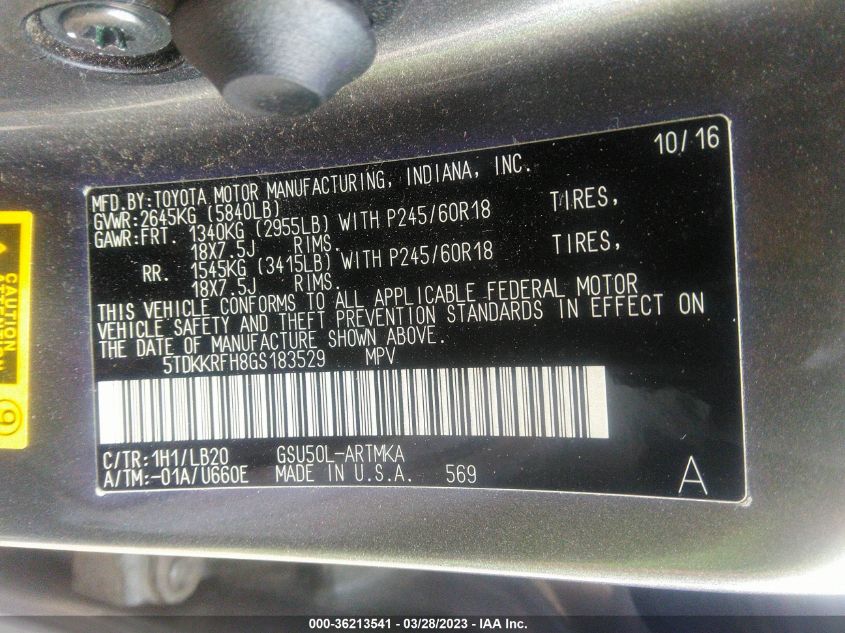 10/16
MFD.BY:TOYOTA MOTOR MANUFACTURING, INDIANA, INC.
GVWR:2645KG (5840LB)
GAWR:FRT. 1340KG (2955LB) WITH P245/60R18 TIRES,
18X7.5J RIMS.
RR. 1545KG (3415LB) WITH P245/60R18 TIRES,
18X7.5J RIMS.
THIS VEHICLE CONFORMS TO ALL APPLICABLE FEDERAL MOTOR
VEHICLE SAFETY AND THEFT PREVENTION STANDARDS IN EFFECT ON
THE DATE OF MANUFACTURE SHOWN ABOVE.
5TDKKRFH8GS183529 MPV
C/TR:1H1/LB20 GSU50L-ARTMKA
A/TM:-01A/U660E MADE IN U.S.A. 569
A
CAUTION
9
000-36213541 - 03/28/2023 - IAA Inc.